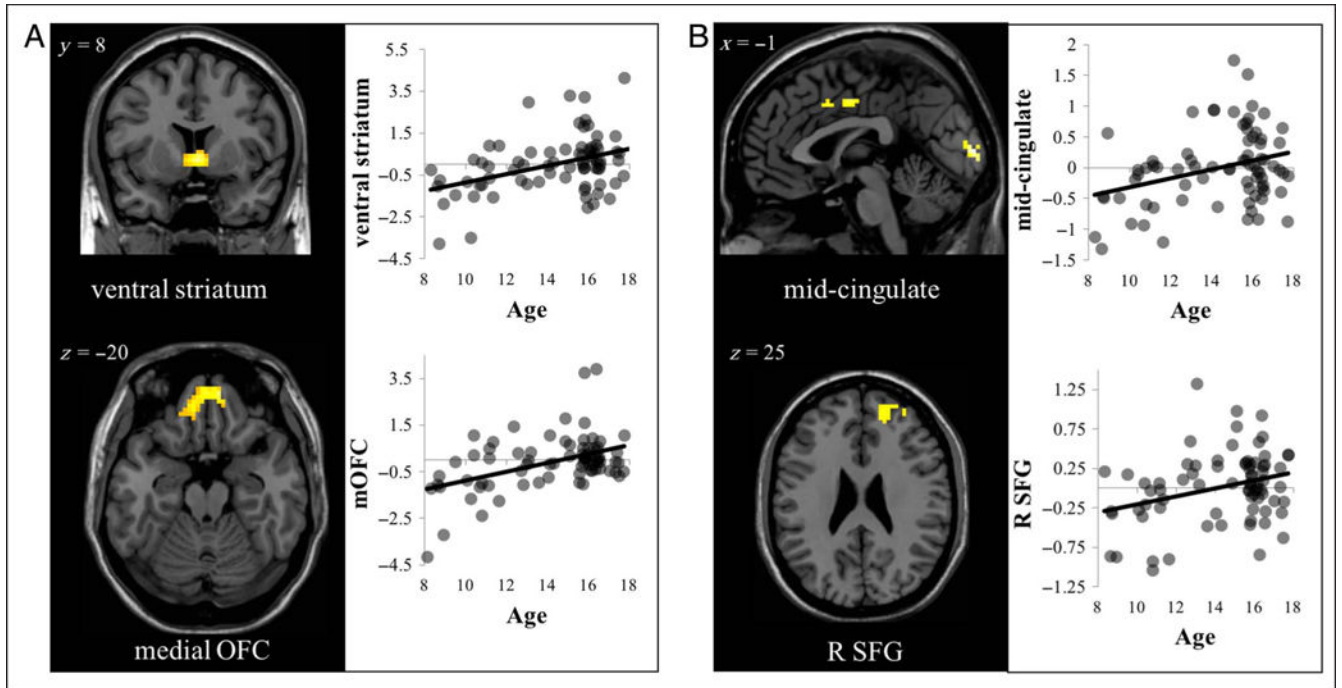 A
y = 8
ventral striatum
5.5
3.5
1.5
–0.5
–2.5
–4.5
ventral striatum
8 10 12 14 16 18
Age
z = –20
medial OFC
3.5
1.5
–0.5
–2.5
–4.5
mOFC
8 10 12 14 16 18
Age
B
x = –1
mid-cingulate
2
1.5
1
0.5
0
–0.5
–1
–1.5
mid-cingulate
8 10 12 14 16 18
Age
z = 25
R SFG
1.25
0.75
0.25
–0.25
–0.75
–1.25
R SFG
8 10 12 14 16 18
Age